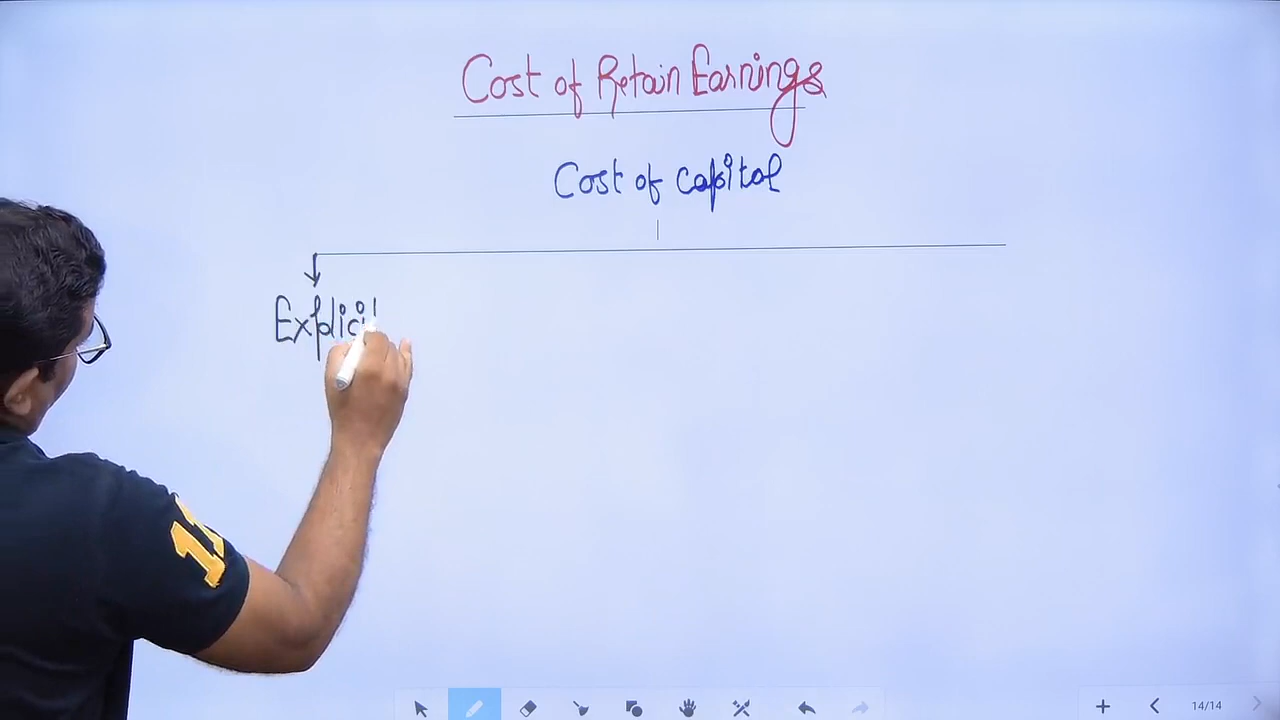 Cost of Retain Earnings
Cost of Capital
Explici
14/14